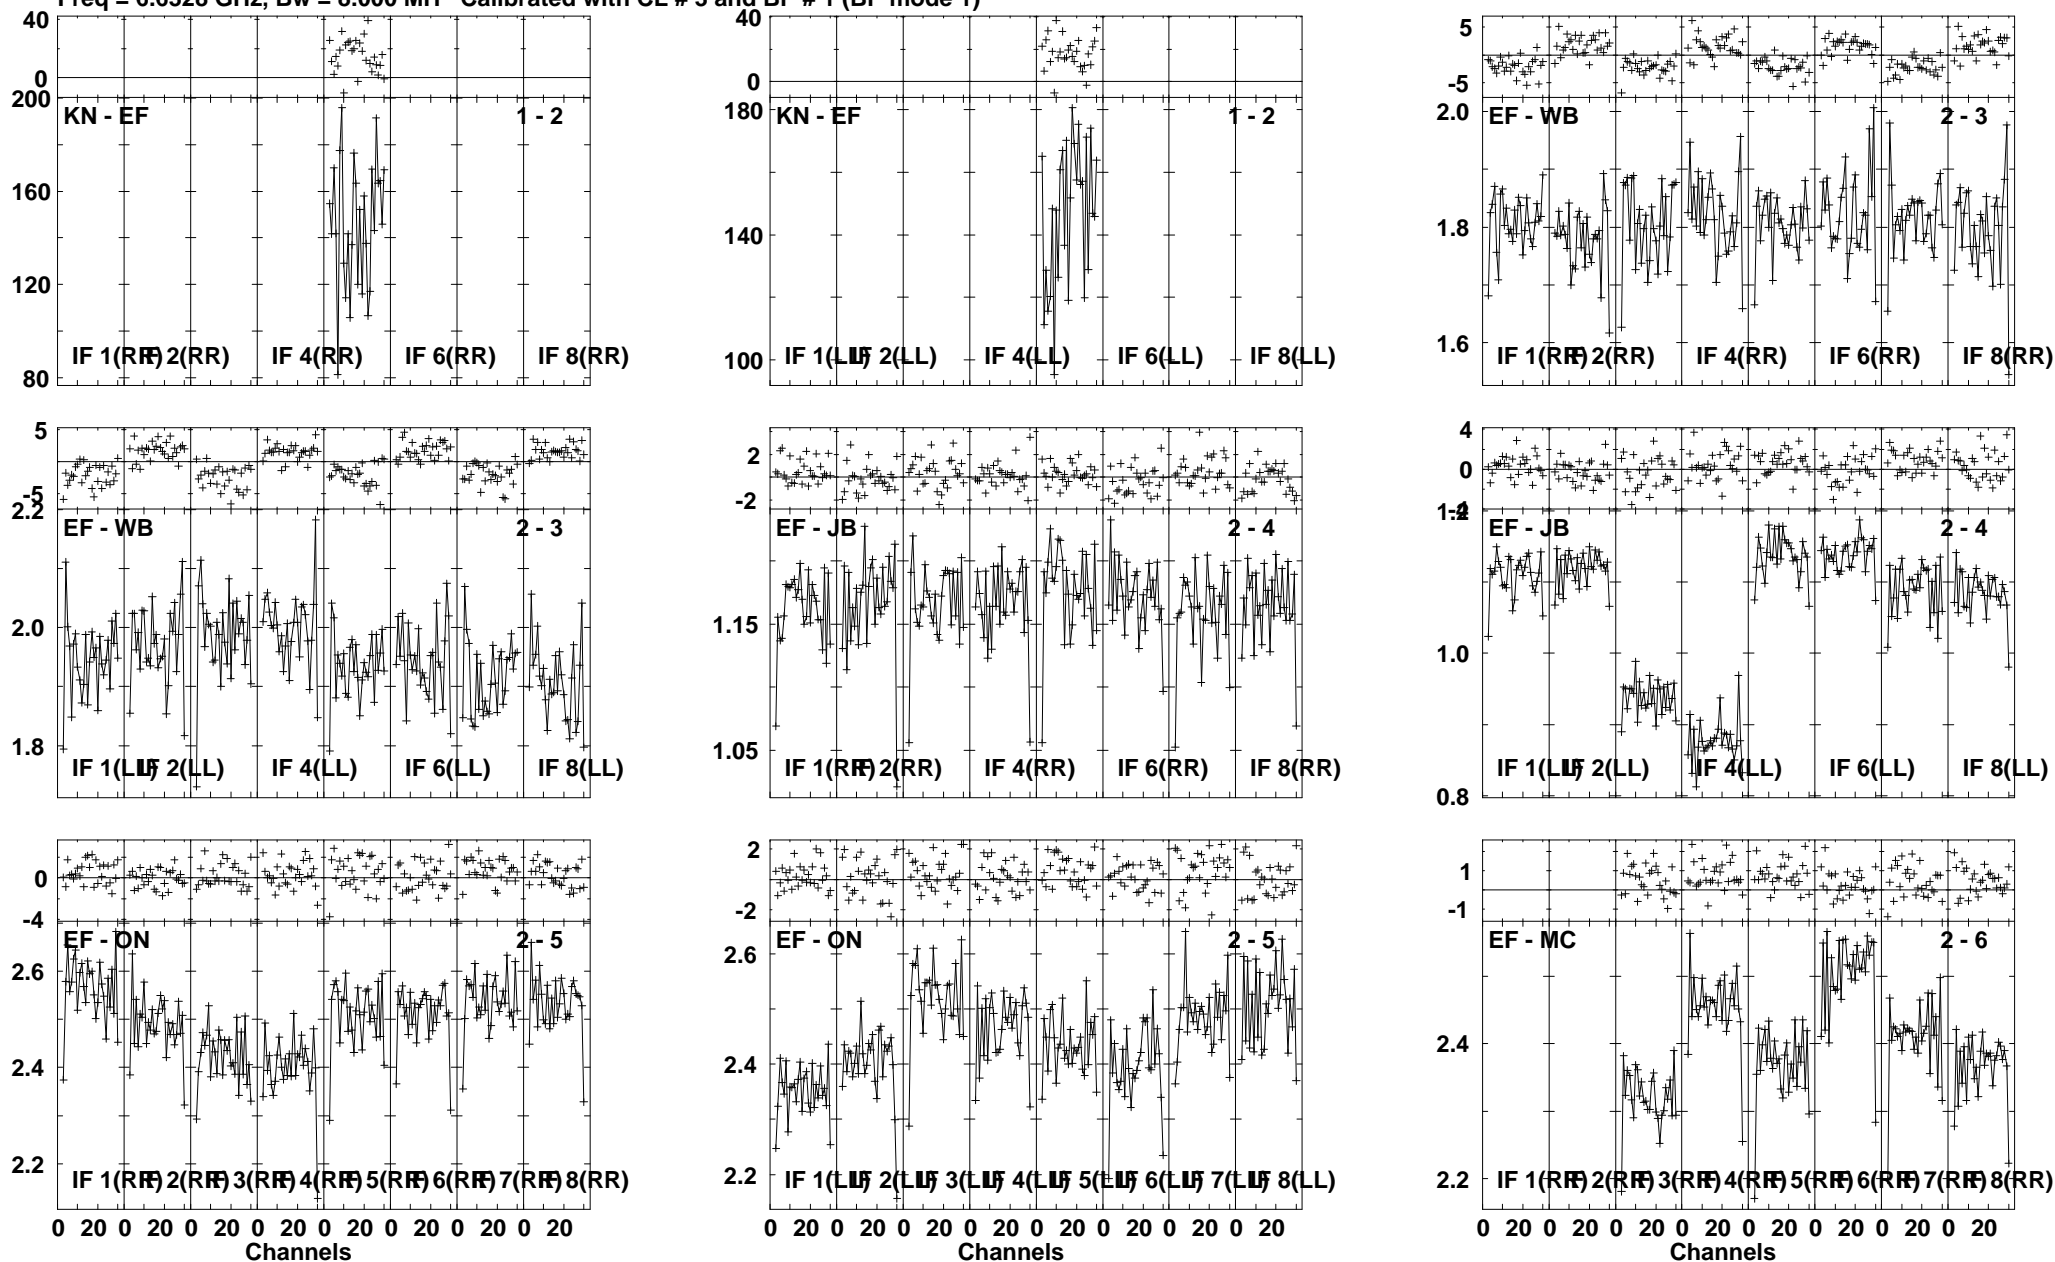 Freq = 6.6528 GHz, Bw = 8.000 MH Calibrated with CL # 3 and BP # 1 (BP mode 1)
40
0
200
KN - EF 1 - 2
160
120
80
IF 1(RR) IF 2(RR) IF 4(RR) IF 6(RR) IF 8(RR)
40
0
180
KN - EF 1 - 2
140
100
IF 1(LL) IF 2(LL) IF 4(LL) IF 6(LL) IF 8(LL)
5
-5
2.0
EF - WB 2 - 3
1.8
1.6
IF 1(RR) IF 2(RR) IF 4(RR) IF 6(RR) IF 8(RR)
5
-5
2.2
EF - WB 2 - 3
2.0
1.8
IF 1(LL) IF 2(LL) IF 4(LL) IF 6(LL) IF 8(LL)
2
-2
EF - JB 2 - 4
1.15
1.05
IF 1(RR) IF 2(RR) IF 4(RR) IF 6(RR) IF 8(RR)
4
0
-4
1.2
EF - JB 2 - 4
1.0
0.8
IF 1(LL) IF 2(LL) IF 4(LL) IF 6(LL) IF 8(LL)
0
-4
EF - ON 2 - 5
2.6
2.4
2.2
IF 1(RR) IF 2(RR) IF 3(RR) IF 4(RR) IF 5(RR) IF 6(RR) IF 7(RR) IF 8(RR)
0 20 0 20 0 20 0 20 0 20 0 20 0 20 0 20
Channels
2
-2
EF - ON 2 - 5
2.6
2.4
2.2
IF 1(LL) IF 2(LL) IF 3(LL) IF 4(LL) IF 5(LL) IF 6(LL) IF 7(LL) IF 8(LL)
0 20 0 20 0 20 0 20 0 20 0 20 0 20 0 20
Channels
1
-1
EF - MC 2 - 6
2.4
2.2
IF 1(RR) IF 2(RR) IF 3(RR) IF 4(RR) IF 5(RR) IF 6(RR) IF 7(RR) IF 8(RR)
0 20 0 20 0 20 0 20 0 20 0 20 0 20 0 20
Channels